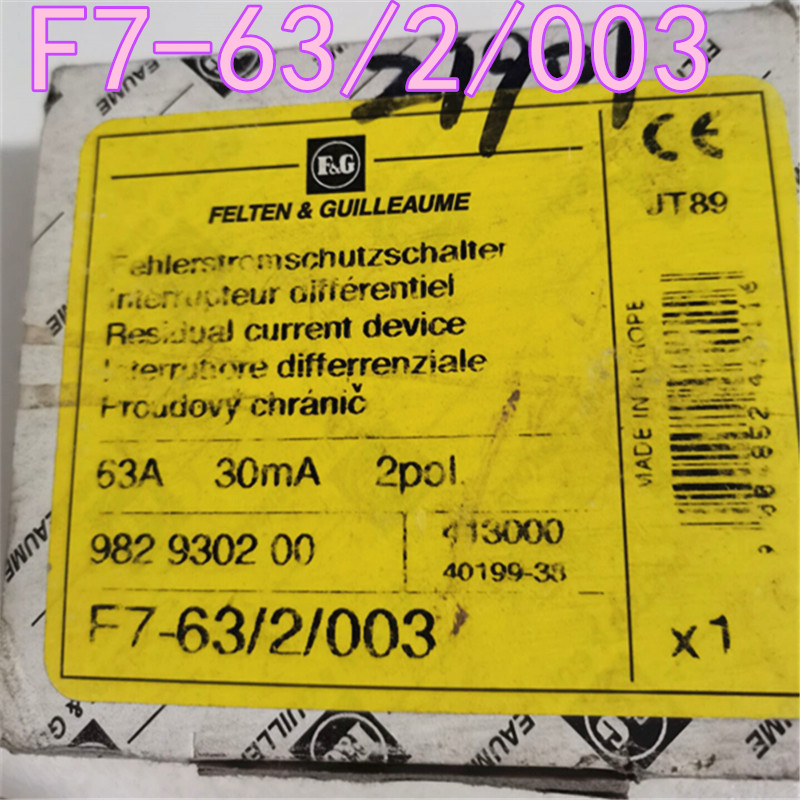 F7-63/2/003
F&G
FELTEN & GUILLEAUME
Fehlerstromschutzschalter
Interrupteur différentiel
Residual current device
differrenziale
Proudový chránič
63A 30mA 2pol.
982 9302 00
413000
40199-38
F7-63/2/003
CE
JT89
MADE IN EUROPE
x1